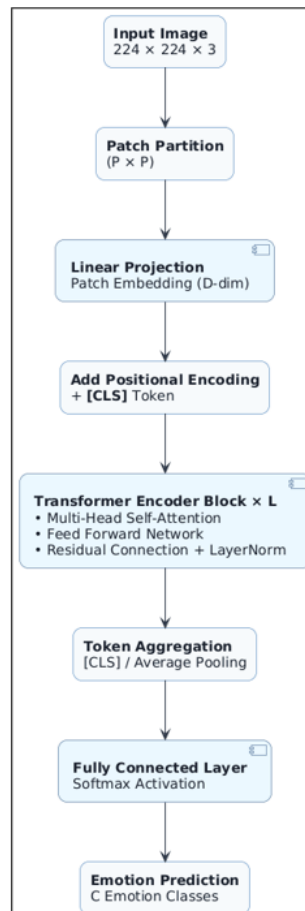 Input Image
224 × 224 × 3
Patch Partition
(P × P)
Linear Projection
Patch Embedding (D-dim)
Add Positional Encoding
+ [CLS] Token
Transformer Encoder Block × L
• Multi-Head Self-Attention
• Feed Forward Network
• Residual Connection + LayerNorm
Token Aggregation
[CLS] / Average Pooling
Fully Connected Layer
Softmax Activation
Emotion Prediction
C Emotion Classes